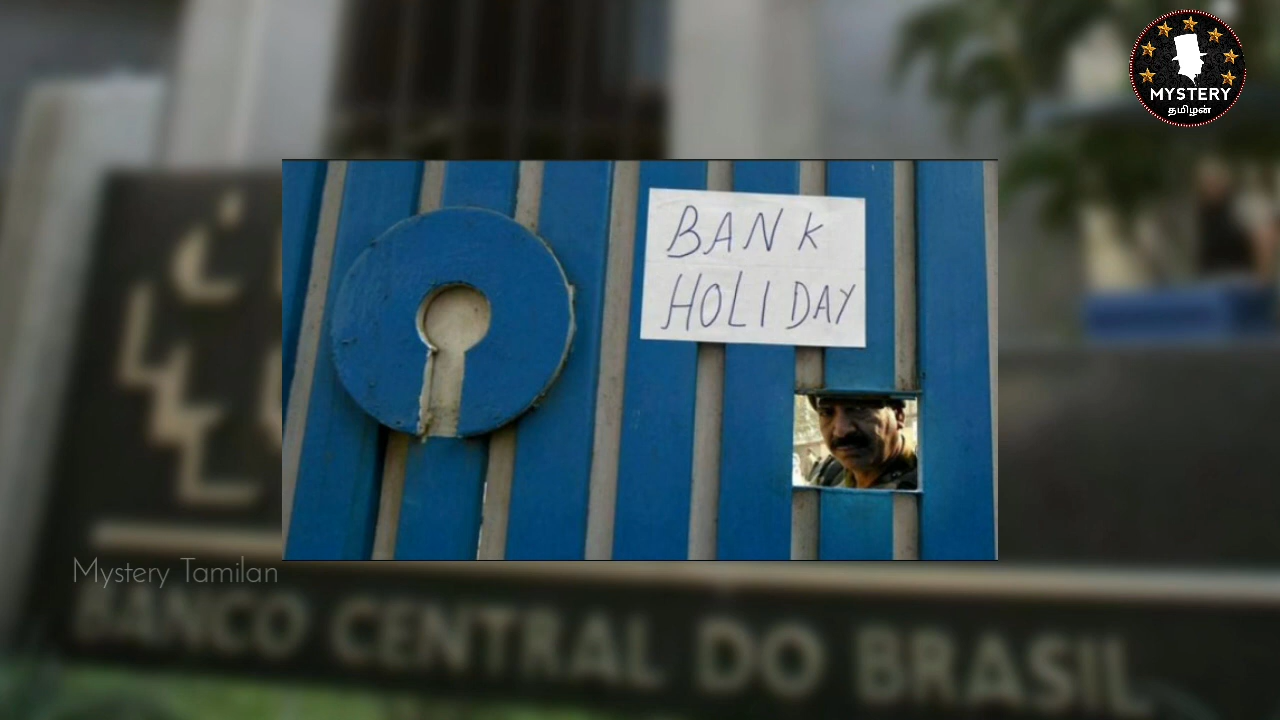 MYSTERY
தமிழன்
BANK
HOLIDAY
Mystery Tamilan
BANCO CENTRAL DO BRASIL